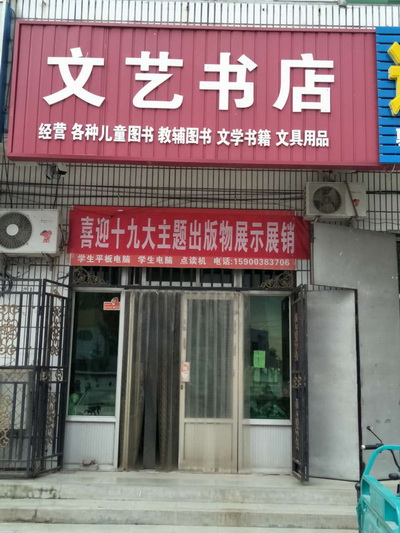 文艺书店
经营 各种儿童图书 教辅图书 文学书籍 文具用品
喜迎十九大主题出版物展示展销
学生平板电脑 学生电脑 点读机 电话:15900383706